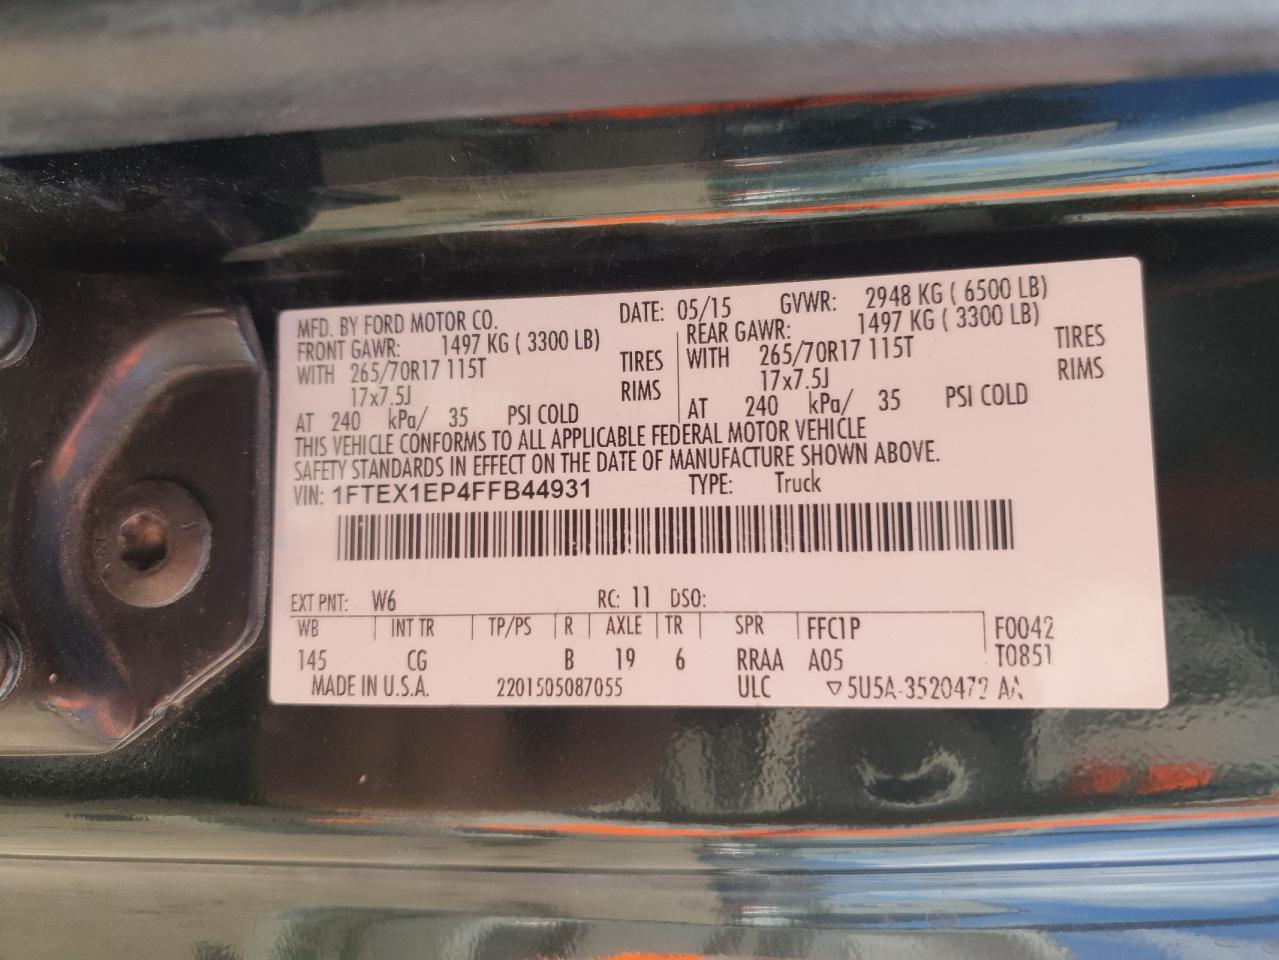 MFD. BY FORD MOTOR CO. DATE: 05/15 GVWR: 2948 KG ( 6500 LB)
FRONT GAWR: 1497 KG ( 3300 LB) REAR GAWR: 1497 KG ( 3300 LB)
WITH 265/70R17 115T TIRES WITH 265/70R17 115T TIRES
17x7.5J RIMS 17x7.5J RIMS
AT 240 kPa/ 35 PSI COLD AT 240 kPa/ 35 PSI COLD
THIS VEHICLE CONFORMS TO ALL APPLICABLE FEDERAL MOTOR VEHICLE
SAFETY STANDARDS IN EFFECT ON THE DATE OF MANUFACTURE SHOWN ABOVE.
VIN: 1FTEX1EP4FFB44931 TYPE: Truck
EXT PNT: W6 RC: 11 DSO:
WB INT TR TP/PS R AXLE TR SPR FFC1P F0042
145 CG B 19 6 RRAA A05 T0851
MADE IN U.S.A. 2201505087055 ULC ▽5U5A-3520472 AA